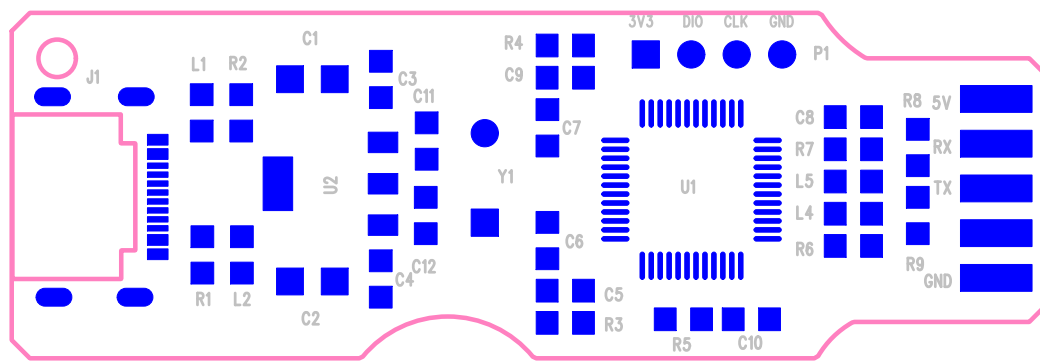 3V3 DIO CLK GND
P1
C1
R4
J1
L1 R2
C3
C9
C11
C7
C8
R8
5V
R7
RX
U2
Y1
U1
L5
TX
L4
C6
R6
C12
C4
R9
GND
R1 L2
C2
C5
R3
R5 C10